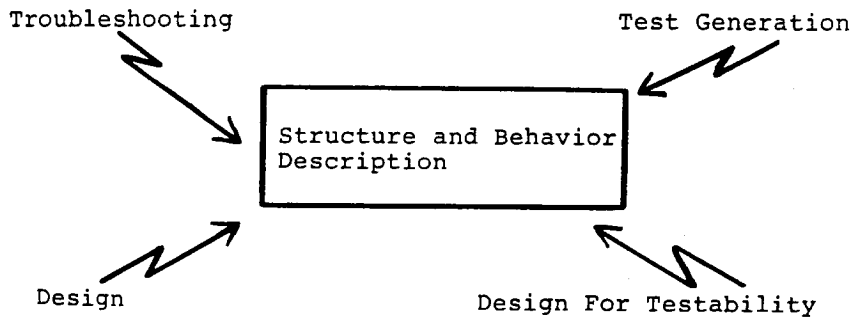 Troubleshooting
Test Generation
Structure and Behavior
Description
Design
Design For Testability